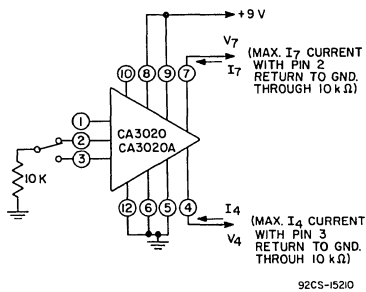 +9 V
V7
(MAX. I7 CURRENT
WITH PIN 2
RETURN TO GND.
THROUGH 10 kΩ)
I7
10 8 9 7
1
2
3
CA3020
CA3020A
10K
12 6 5 4
I4
V4
(MAX. I4 CURRENT
WITH PIN 3
RETURN TO GND.
THROUH 10 kΩ)
92CS-15210